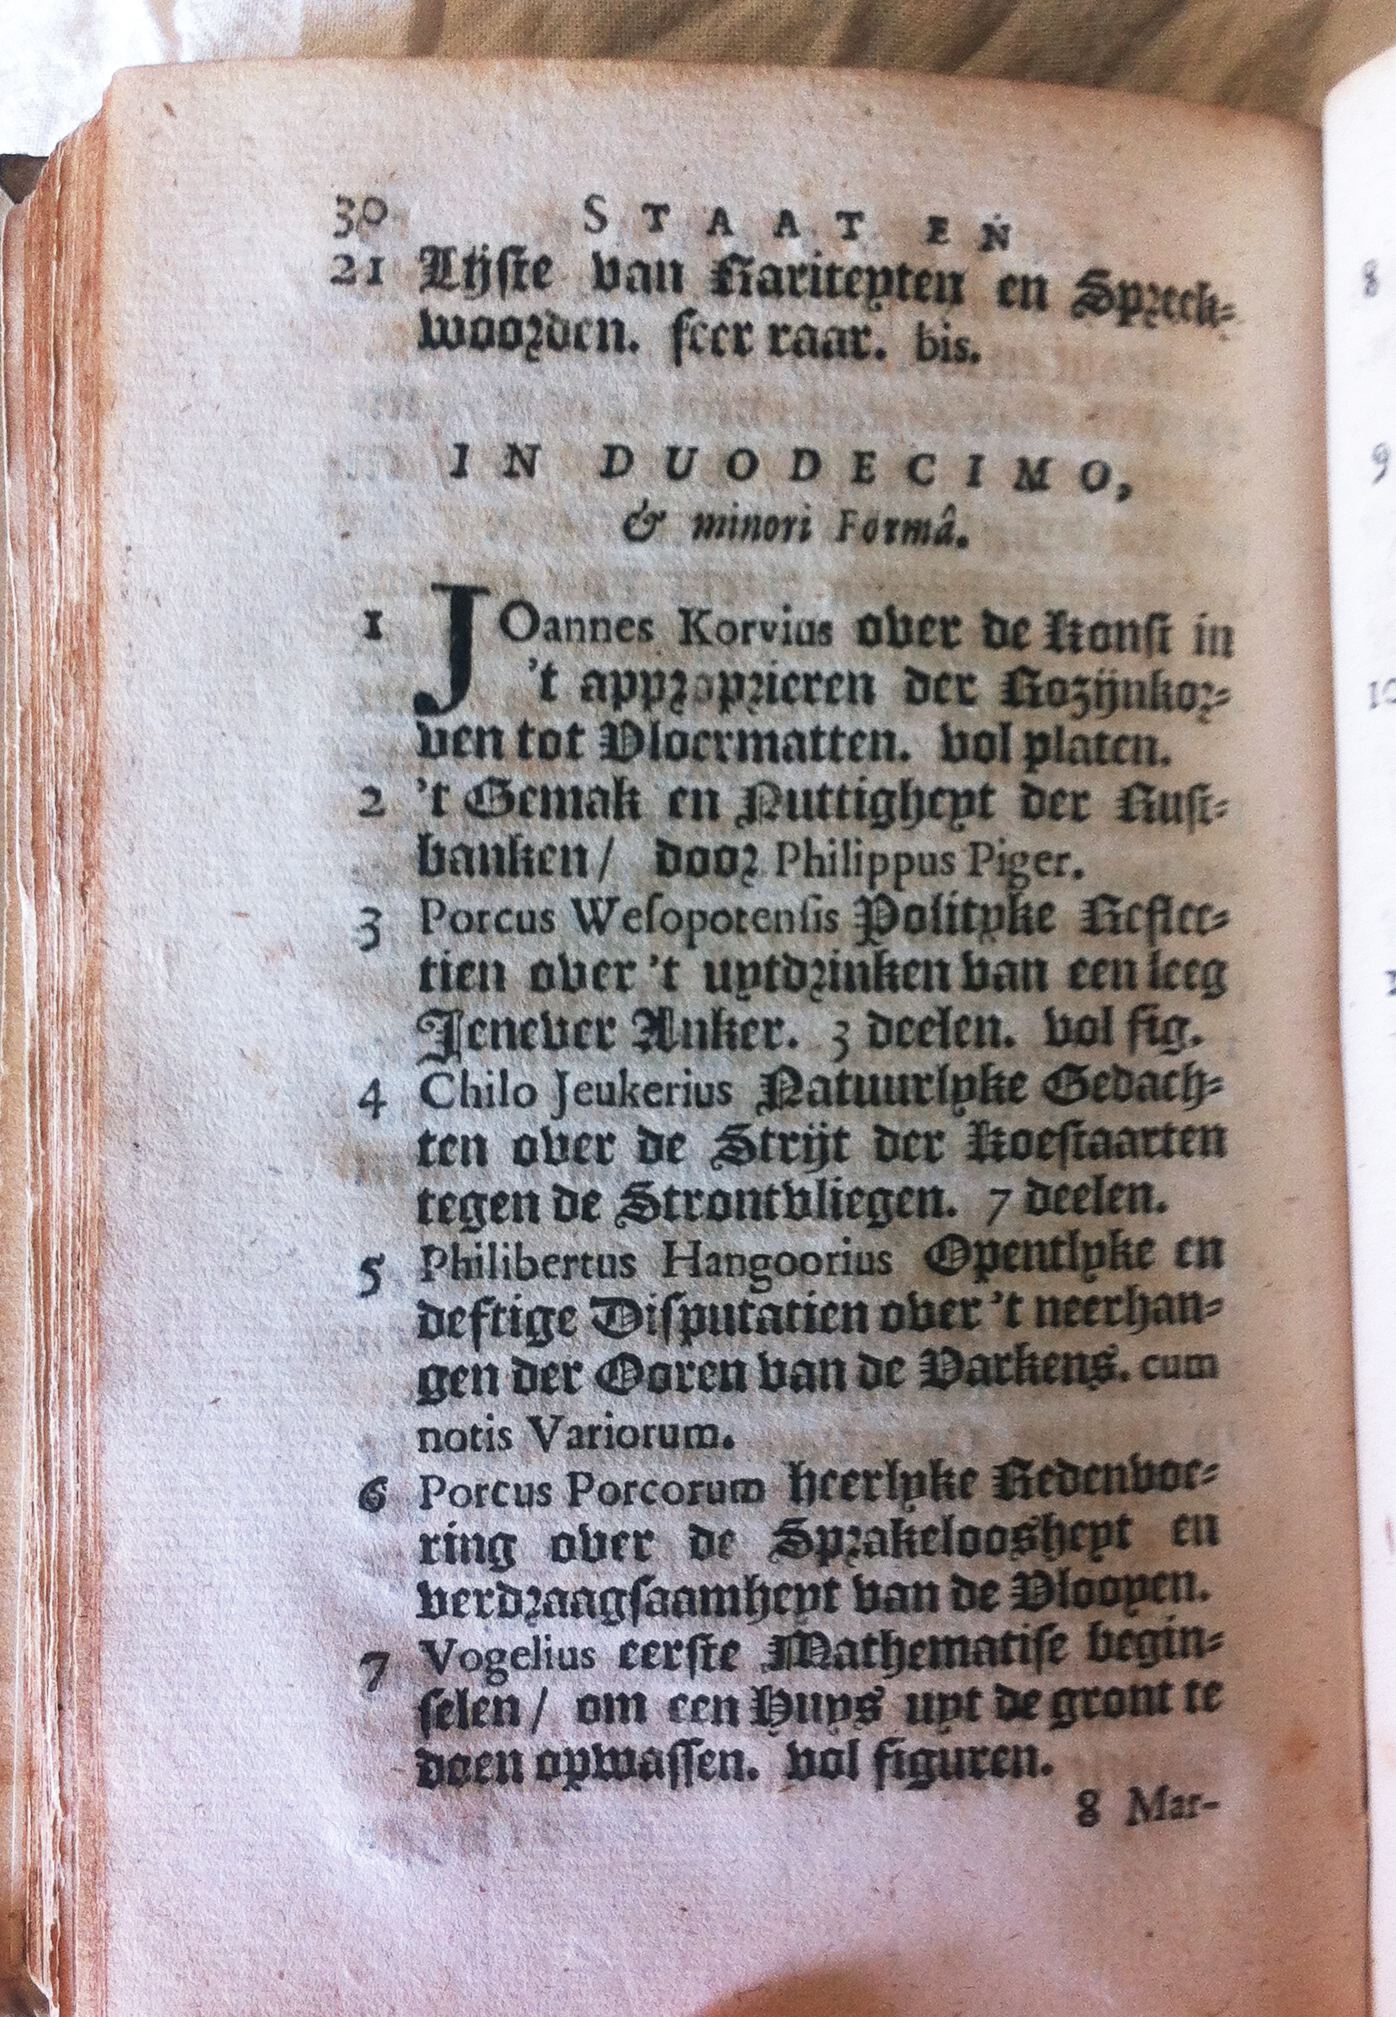 30 STAAT EN
21 Lijſte van Rariteyten en Spreek-
woorden. ſeer raar. bis.
IN DUODECIMO,
& minori Formâ.
1 JOannes Korvius over de Konſt in
't approprieren der Rozijnkor-
ven tot Vloermatten. vol platen.
2 't Gemak en Nuttigheyt der Ruſt-
banken / door Philippus Piger.
3 Porcus Weſopotenſis Polityke Reflec-
tien over 't uytdrinken van een leeg
Jenever Anker. 3 deelen. vol fig.
4 Chilo Jeukerius Natuurlyke Gedach-
ten over de Strijt der Koeſtaarten
tegen de Strontvliegen. 7 deelen.
5 Philibertus Hangoorius Opentlyke en
deftige Diſputatien over 't neerhan-
gen der Ooren van de Varkens. cum
notis Variorum.
6 Porcus Porcorum heerlyke Redenvoe-
ring over de Sprakeloosheyt en
verdraagſaamheyt van de Vlooyen.
7 Vogelius eerſte Mathematiſe begin-
ſelen / om een Huys uyt de gront te
doen opwaſſen. vol figuren.
8 Mar-
8
9